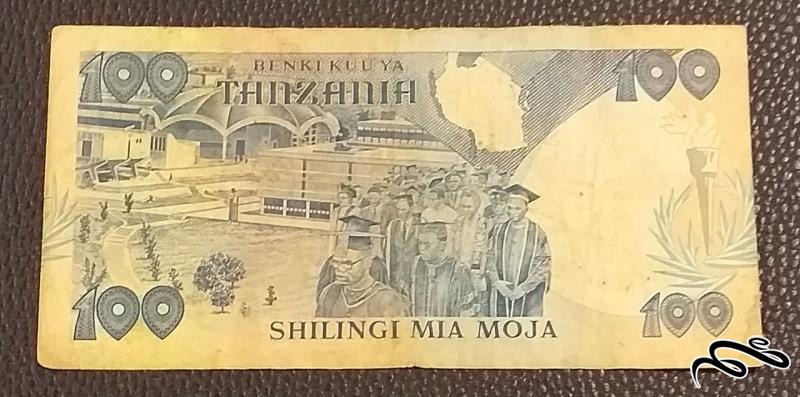 100 BENKI KUU YA 100
TANZANIA
100 SHILINGI MIA MOJA 100